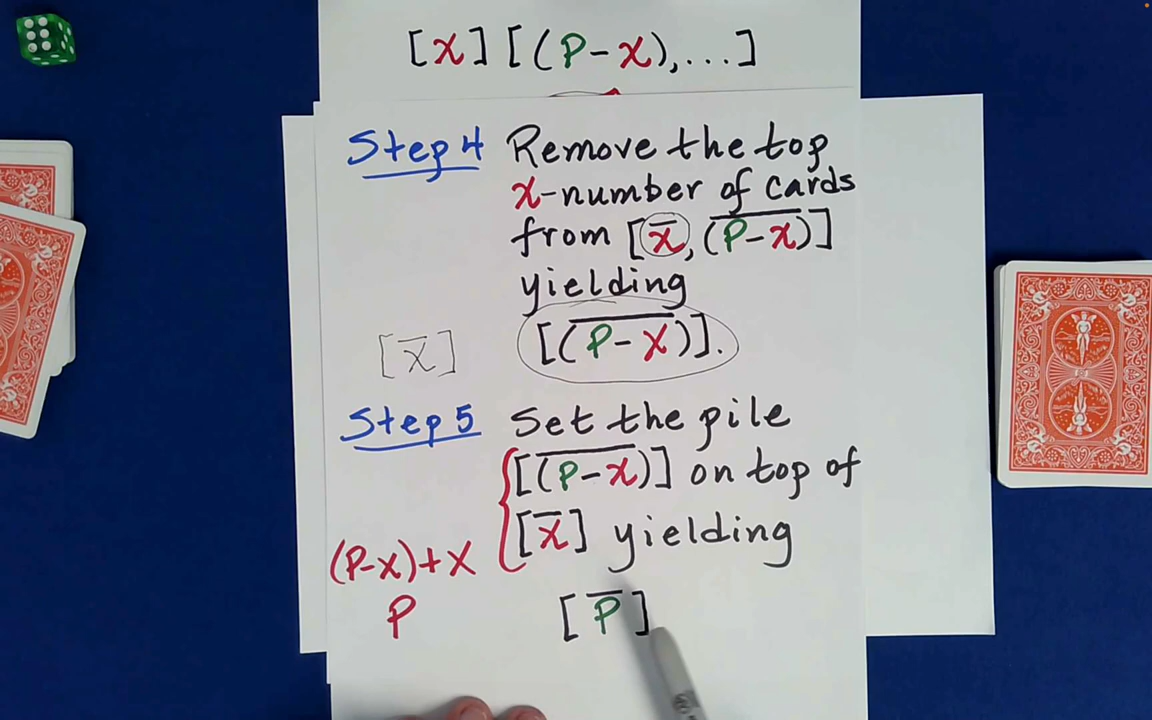 [x] [(P-x),...]
Step 4 Remove the top
x-number of cards
from [x̅, (P̅-̅x̅)]
yielding
[(P̅-̅x̅)].
[x̅]
Step 5 Set the pile
[(P̅-̅x̅)] on top of
[x̅] yielding
(P-x)+x
P [P̅]